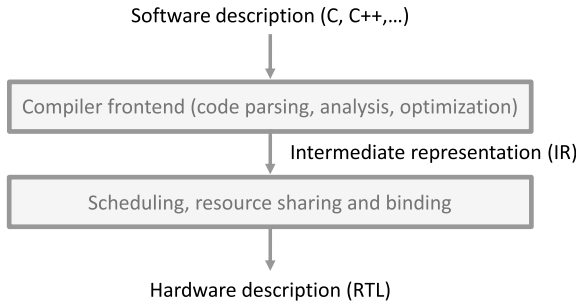 Software description (C, C++,...)
Compiler frontend (code parsing, analysis, optimization)
Intermediate representation (IR)
Scheduling, resource sharing and binding
Hardware description (RTL)